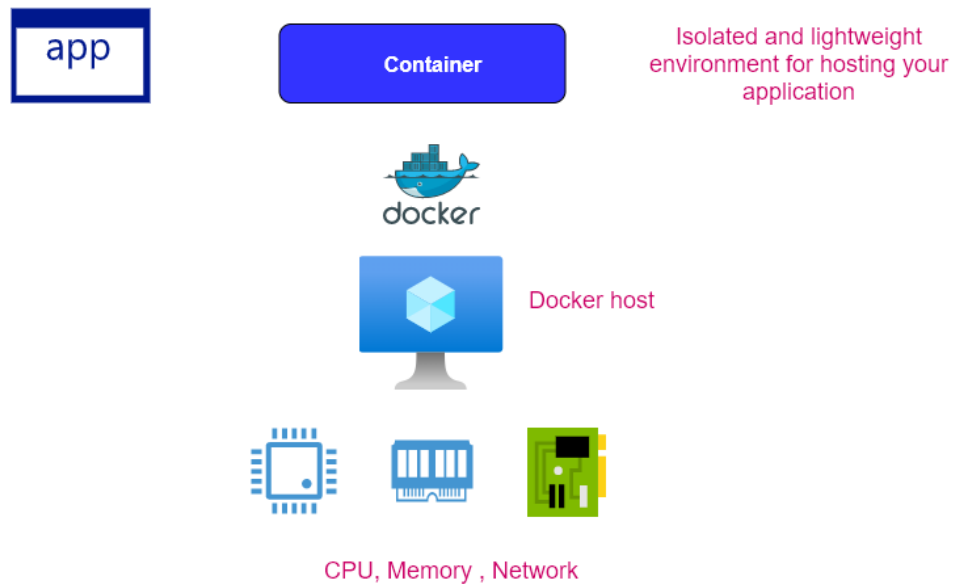 app
Container
Isolated and lightweight
environment for hosting your
application
docker
Docker host
CPU, Memory , Network